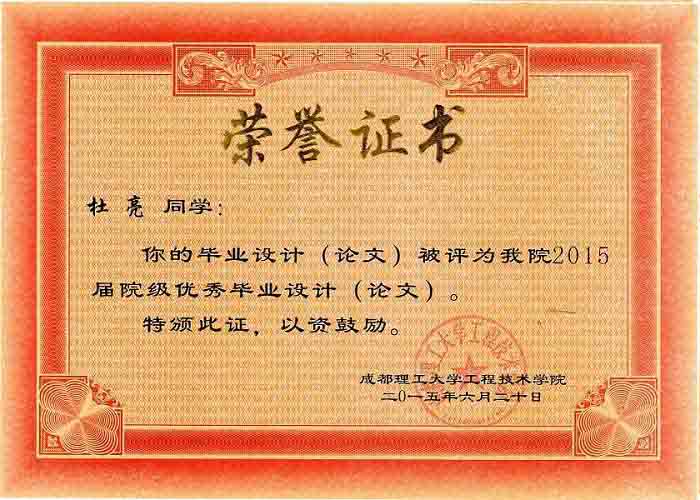 荣誉证书
杜亮 同学：
你的毕业设计（论文）被评为我院2015
届院级优秀毕业设计（论文）。
特颁此证，以资鼓励。
成都理工大学工程技术学院
二0一五年六月二十日